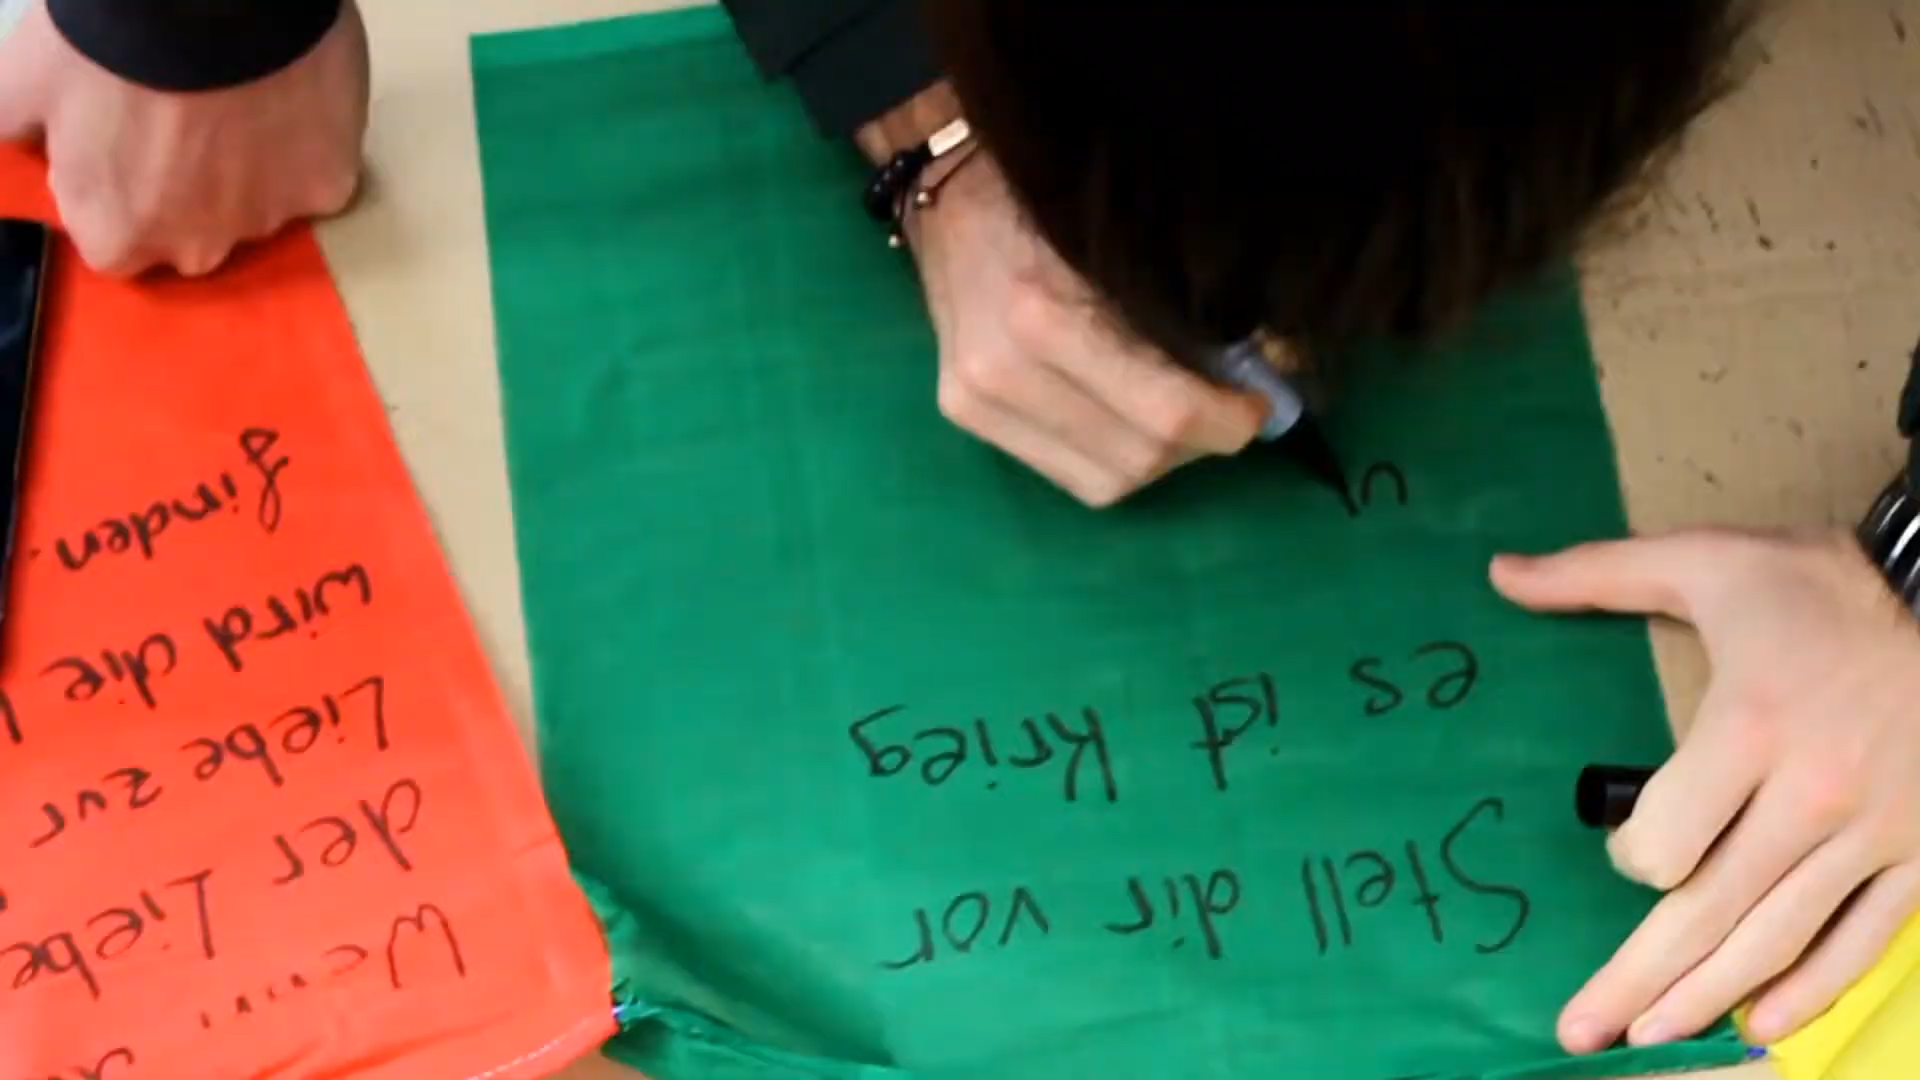 Stell dir vor
es ist Krieg
u
der Liebe
Liebe zur
wird die
finden.